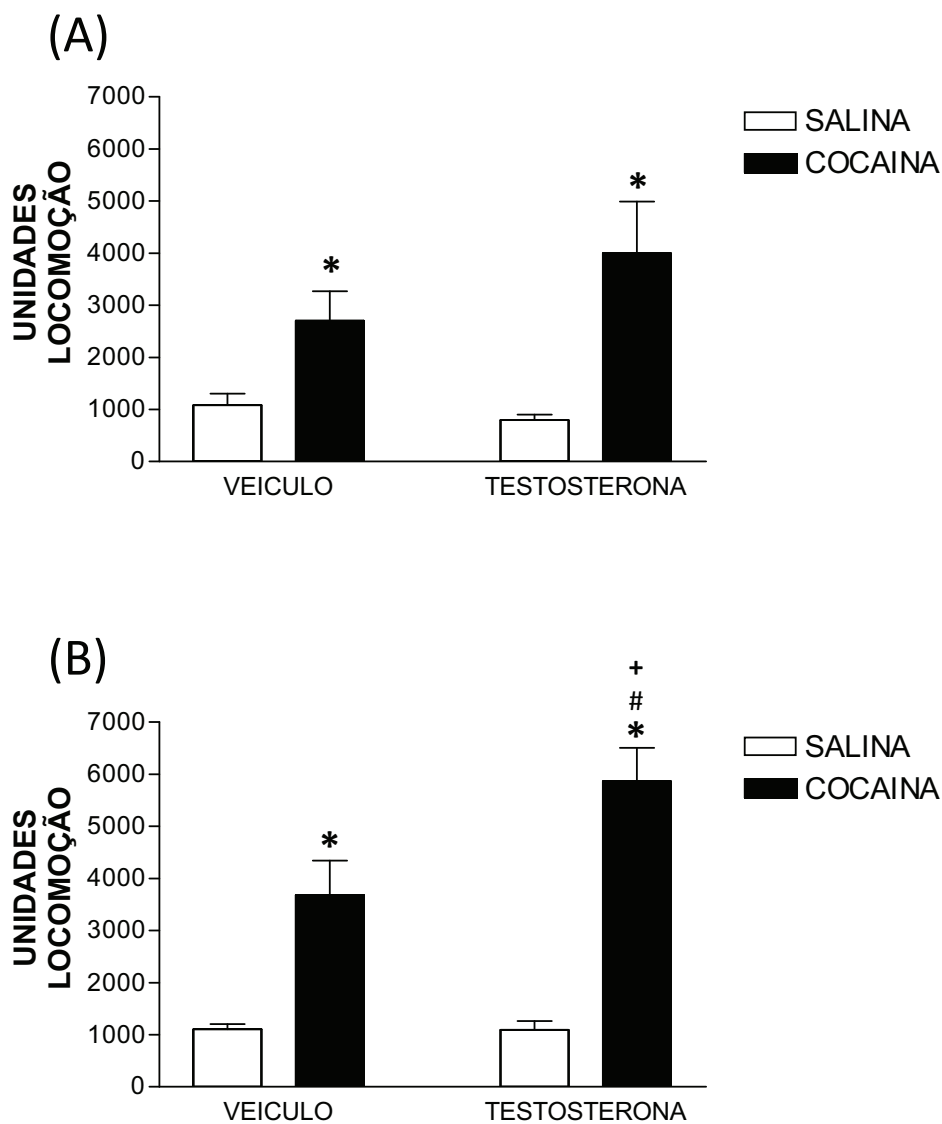 (A)
7000
6000
5000
4000
3000
2000
1000
0
UNIDADES
LOCOMOÇÃO
*
*
VEICULO
TESTOSTERONA
SALINA
COCAINA
(B)
7000
6000
5000
4000
3000
2000
1000
0
UNIDADES
LOCOMOÇÃO
*
+
#
*
VEICULO
TESTOSTERONA
SALINA
COCAINA